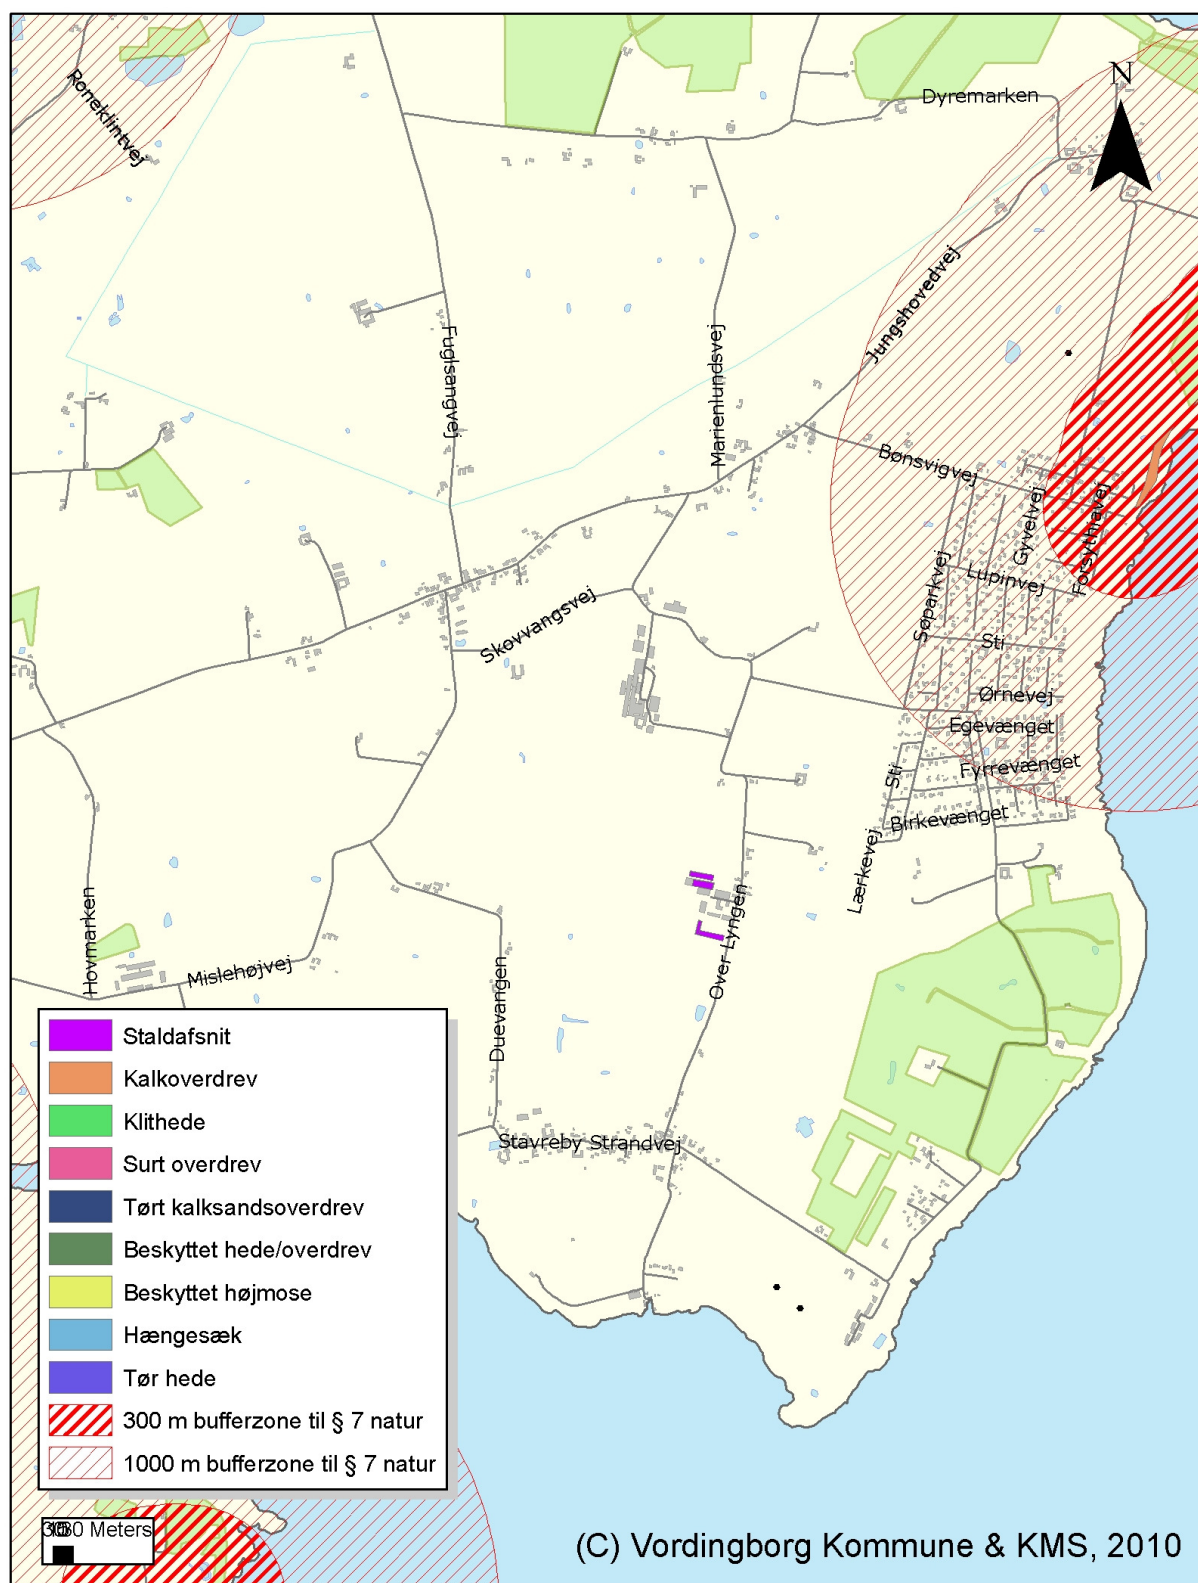 N
Dyremarken
Roneklintvej
Jungshovedvej
Fuglsangvej
Marienlundsvej
Bønsvigvej
Gyvelvej
Forsythiavej
Lupinvej
Søparkvej
Skovvangsvej
Sti
Ørnevej
Egevænget
Fyrrevænget
Sti
Birkevænget
Lærkevej
Over Lyngen
Hovmarken
Mislehøjvej
Duevangen
Stavreby Strandvej
Staldafsnit
Kalkoverdrev
Klithede
Surt overdrev
Tørt kalksandsoverdrev
Beskyttet hede/overdrev
Beskyttet højmose
Hængesæk
Tør hede
300 m bufferzone til § 7 natur
1000 m bufferzone til § 7 natur
Meters
(C) Vordingborg Kommune & KMS, 2010